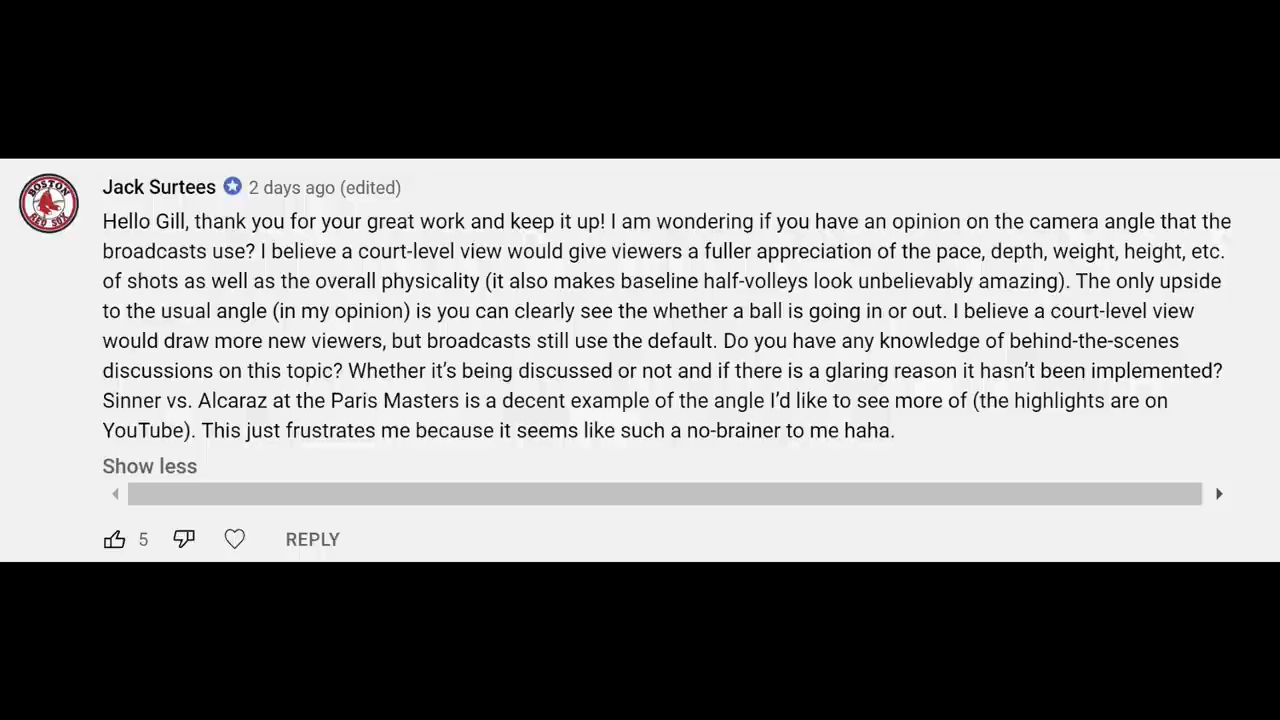 BOSTON
RED SOX
Jack Surtees 2 days ago (edited)
Hello Gill, thank you for your great work and keep it up! I am wondering if you have an opinion on the camera angle that the
broadcasts use? I believe a court-level view would give viewers a fuller appreciation of the pace, depth, weight, height, etc.
of shots as well as the overall physicality (it also makes baseline half-volleys look unbelievably amazing). The only upside
to the usual angle (in my opinion) is you can clearly see the whether a ball is going in or out. I believe a court-level view
would draw more new viewers, but broadcasts still use the default. Do you have any knowledge of behind-the-scenes
discussions on this topic? Whether it’s being discussed or not and if there is a glaring reason it hasn’t been implemented?
Sinner vs. Alcaraz at the Paris Masters is a decent example of the angle I’d like to see more of (the highlights are on
YouTube). This just frustrates me because it seems like such a no-brainer to me haha.
Show less
5 REPLY